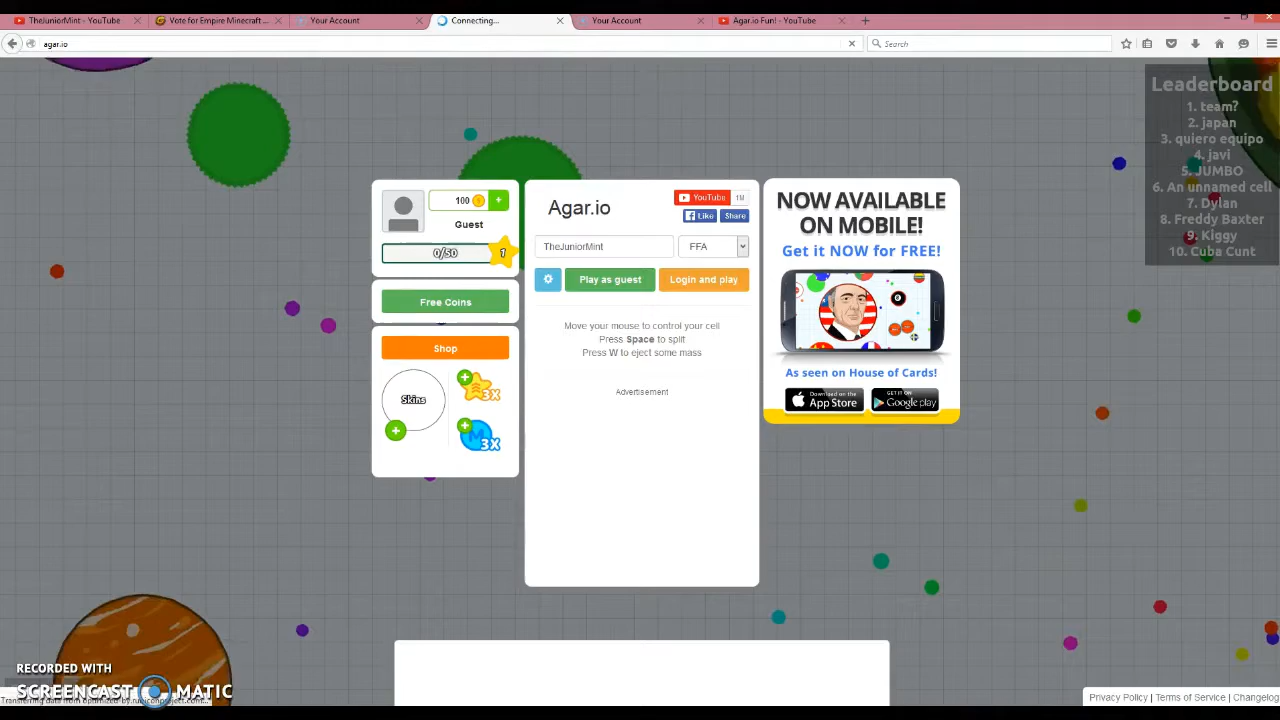 TheJuniorMint - YouTube
Vote for Empire Minecraft ...
Your Account
Connecting...
Your Account
Agar.io Fun! - YouTube
agar.io
Search
Leaderboard
1. team?
2. japan
3. quiero equipo
4. javi
5. JUMBO
6. An unnamed cell
7. Dylan
8. Freddy Baxter
9. Kiggy
10. Cuba Cunt
100
Guest
0/50
1
Free Coins
Shop
Skins
3X
M 3X
Agar.io
YouTube 1M
Like Share
TheJuniorMint
FFA
Play as guest
Login and play
Move your mouse to control your cell
Press Space to split
Press W to eject some mass
Advertisement
NOW AVAILABLE
ON MOBILE!
Get it NOW for FREE!
8
As seen on House of Cards!
Download on the
App Store
GET IT ON
Google play
RECORDED WITH
SCREENCAST MATIC
Privacy Policy | Terms of Service | Changelog